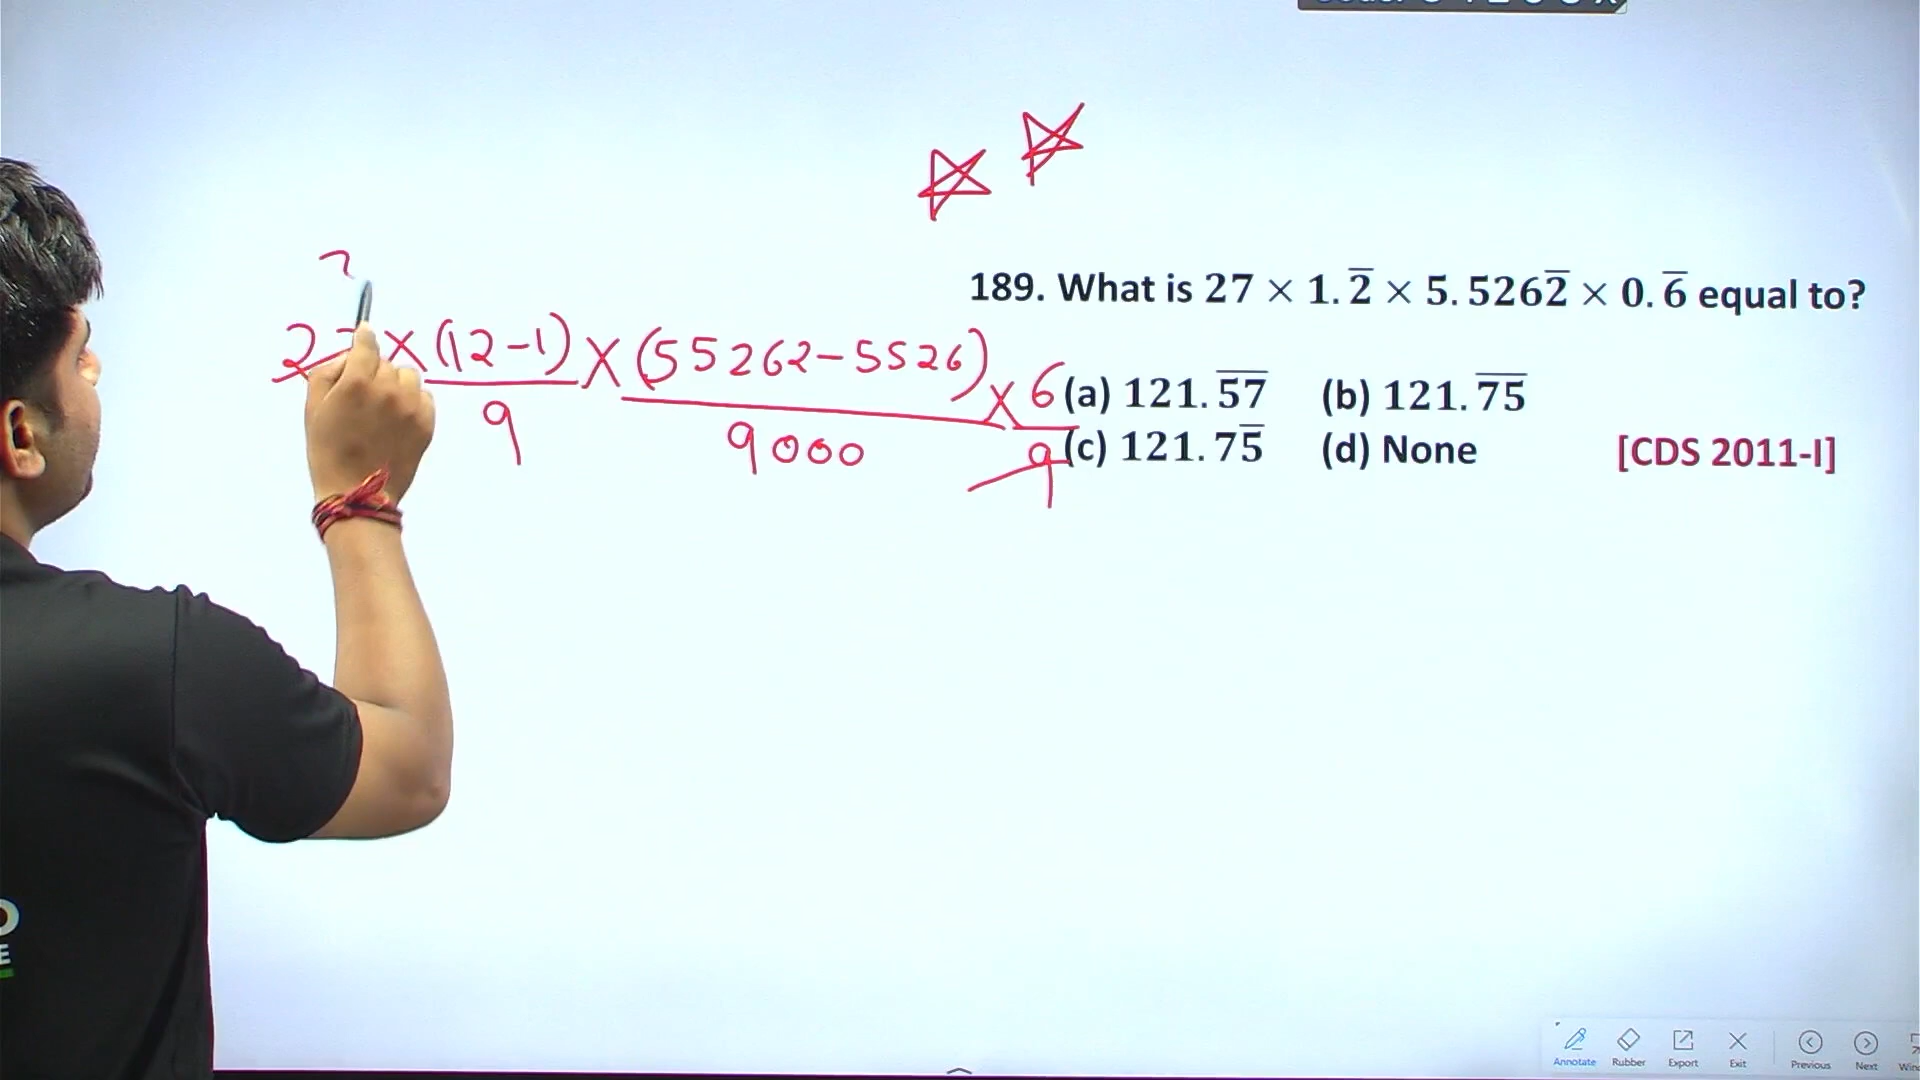 189. What is 27 × 1.2̅ × 5.5262̅ × 0.6̅ equal to?
(a) 121.5̅7̅ (b) 121.7̅5̅
(c) 121.75̅ (d) None [CDS 2011-I]
27 × (12-1) × (55262-5526) × 6
9 9000 9
Annotate Rubber Export Exit Previous Next